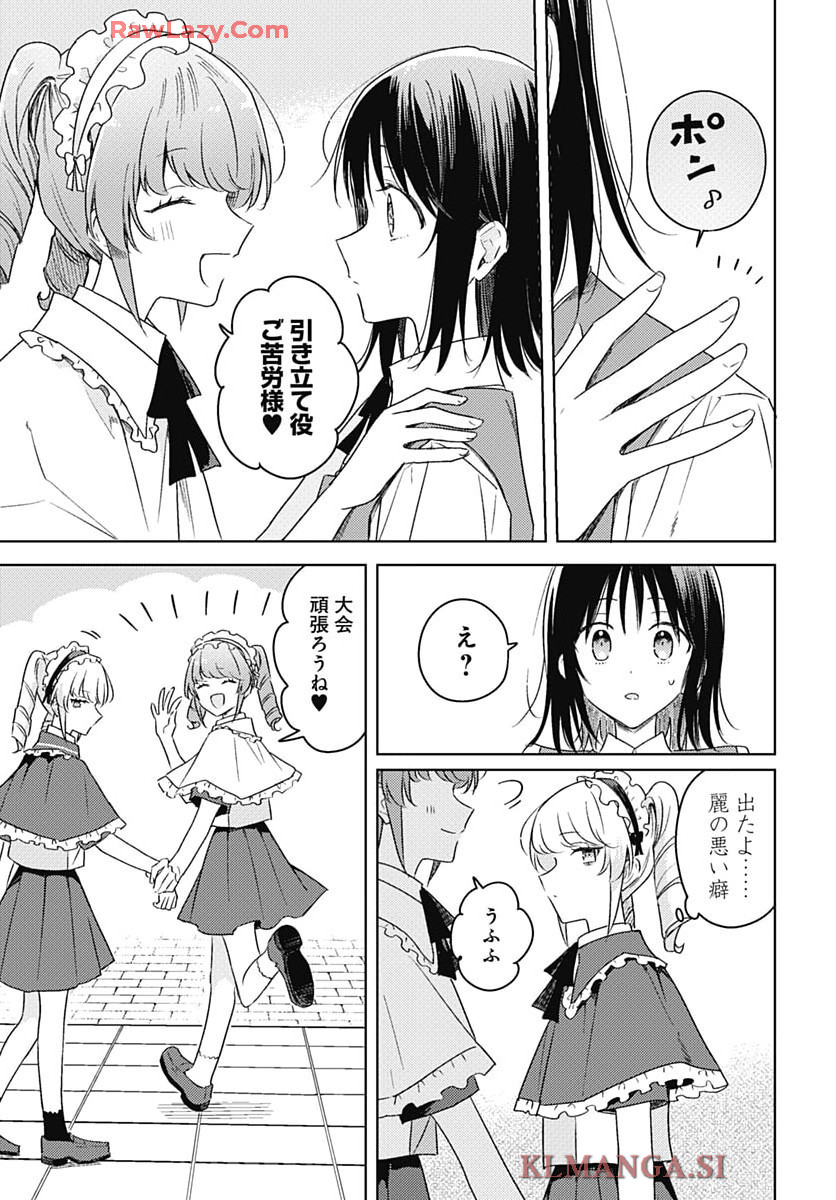 RawLazy.Com
ポン♪
引き立て役
ご苦労様♥
え?
出たよ……
麗の悪い癖
うふふ
大会
頑張ろうね♥
KLMANGA.SI